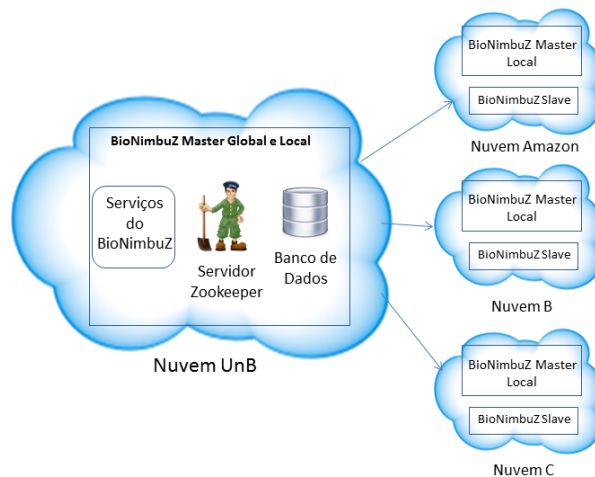 BioNimbuZ Master Global e Local
Serviços
do
BioNimbuZ
Servidor
Zookeeper
Banco de
Dados
Nuvem UnB
BioNimbuZ Master
Local
BioNimbuZ Slave
Nuvem Amazon
BioNimbuZ Master
Local
BioNimbuZ Slave
Nuvem B
BioNimbuZ Master
Local
BioNimbuZ Slave
Nuvem C